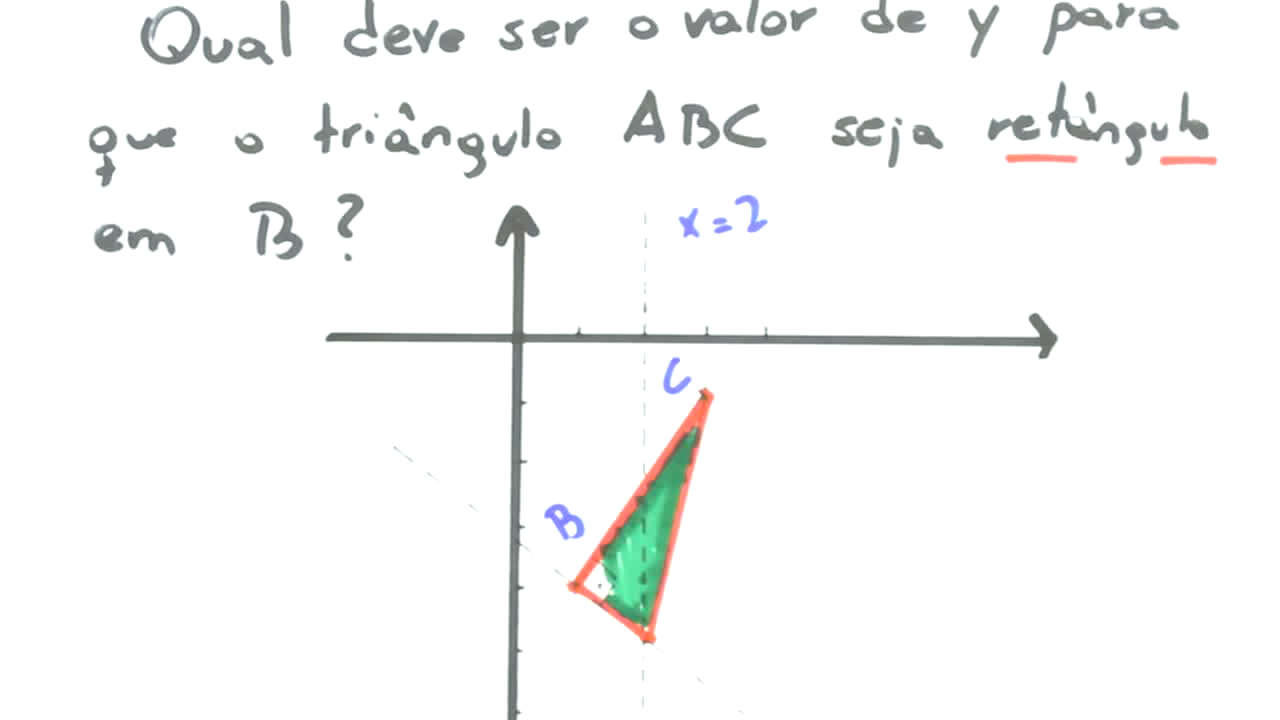 Qual deve ser o valor de y para
que o triângulo ABC seja retângulo
em B?
x=2
C
B